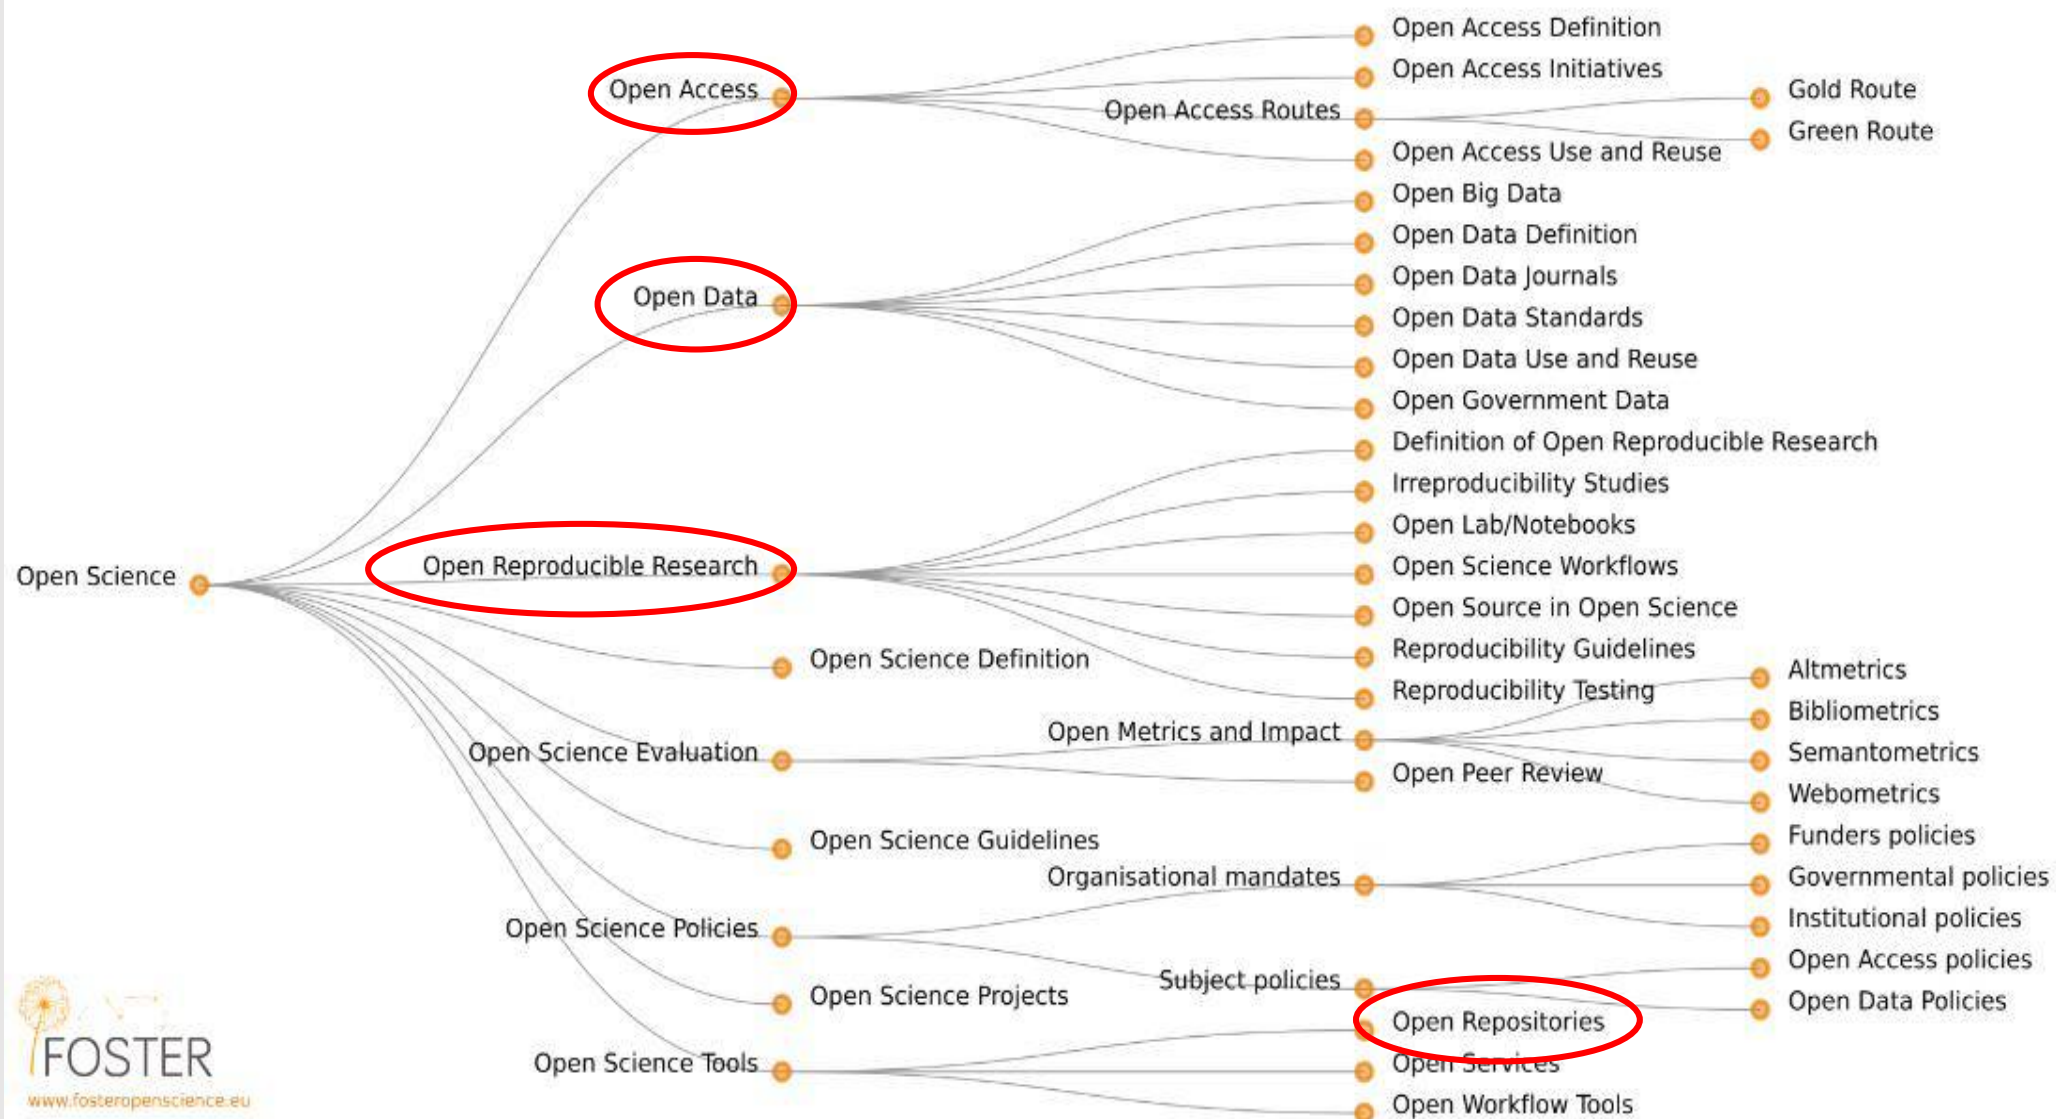 Open Science
Open Access
Open Access Definition
Open Access Initiatives
Open Access Routes
Gold Route
Green Route
Open Access Use and Reuse
Open Data
Open Big Data
Open Data Definition
Open Data Journals
Open Data Standards
Open Data Use and Reuse
Open Government Data
Open Reproducible Research
Definition of Open Reproducible Research
Irreproducibility Studies
Open Lab/Notebooks
Open Science Workflows
Open Source in Open Science
Reproducibility Guidelines
Reproducibility Testing
Open Science Definition
Open Science Evaluation
Open Metrics and Impact
Altmetrics
Bibliometrics
Semantometrics
Webometrics
Open Peer Review
Open Science Guidelines
Open Science Policies
Organisational mandates
Funders policies
Governmental policies
Institutional policies
Subject policies
Open Access policies
Open Data Policies
Open Science Projects
Open Science Tools
Open Repositories
Open Services
Open Workflow Tools
FOSTER
www.fosteropenscience.eu